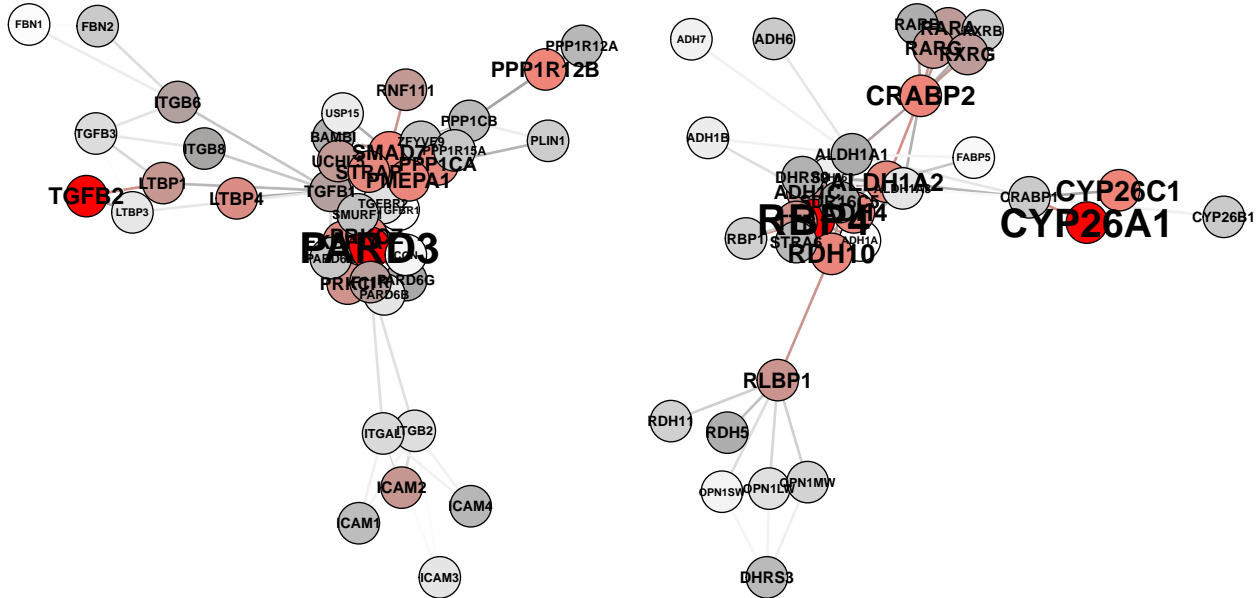 FBN1
FBN2
PPP1R12A
PPP1R12B
ITGB6
RNF111
USP15
PPP1CB
TGFB3
BAMBI
ZFYVE9
PLIN1
ITGB8
SMAD7
PPP1R15A
STRAP
PPP1CA
PMEPA1
TGFB2
LTBP1
LTBP4
TGFB1
LTBP3
TGFBR2
SMURF1
PARD3
PARD6G
PARD6B
ITGAL
ITGB2
ICAM2
ICAM1
ICAM4
ICAM3
ADH7
ADH6
RARB
RARA
RXRB
RARG
RXRG
CRABP2
ADH1B
ALDH1A1
FABP5
ALDH1A2
CRABP1
CYP26C1
CYP26A1
CYP26B1
RBP4
RBP1
STRA6
RDH10
RLBP1
RDH11
RDH5
OPN1SW
OPN1LW
OPN1MW
DHRS3